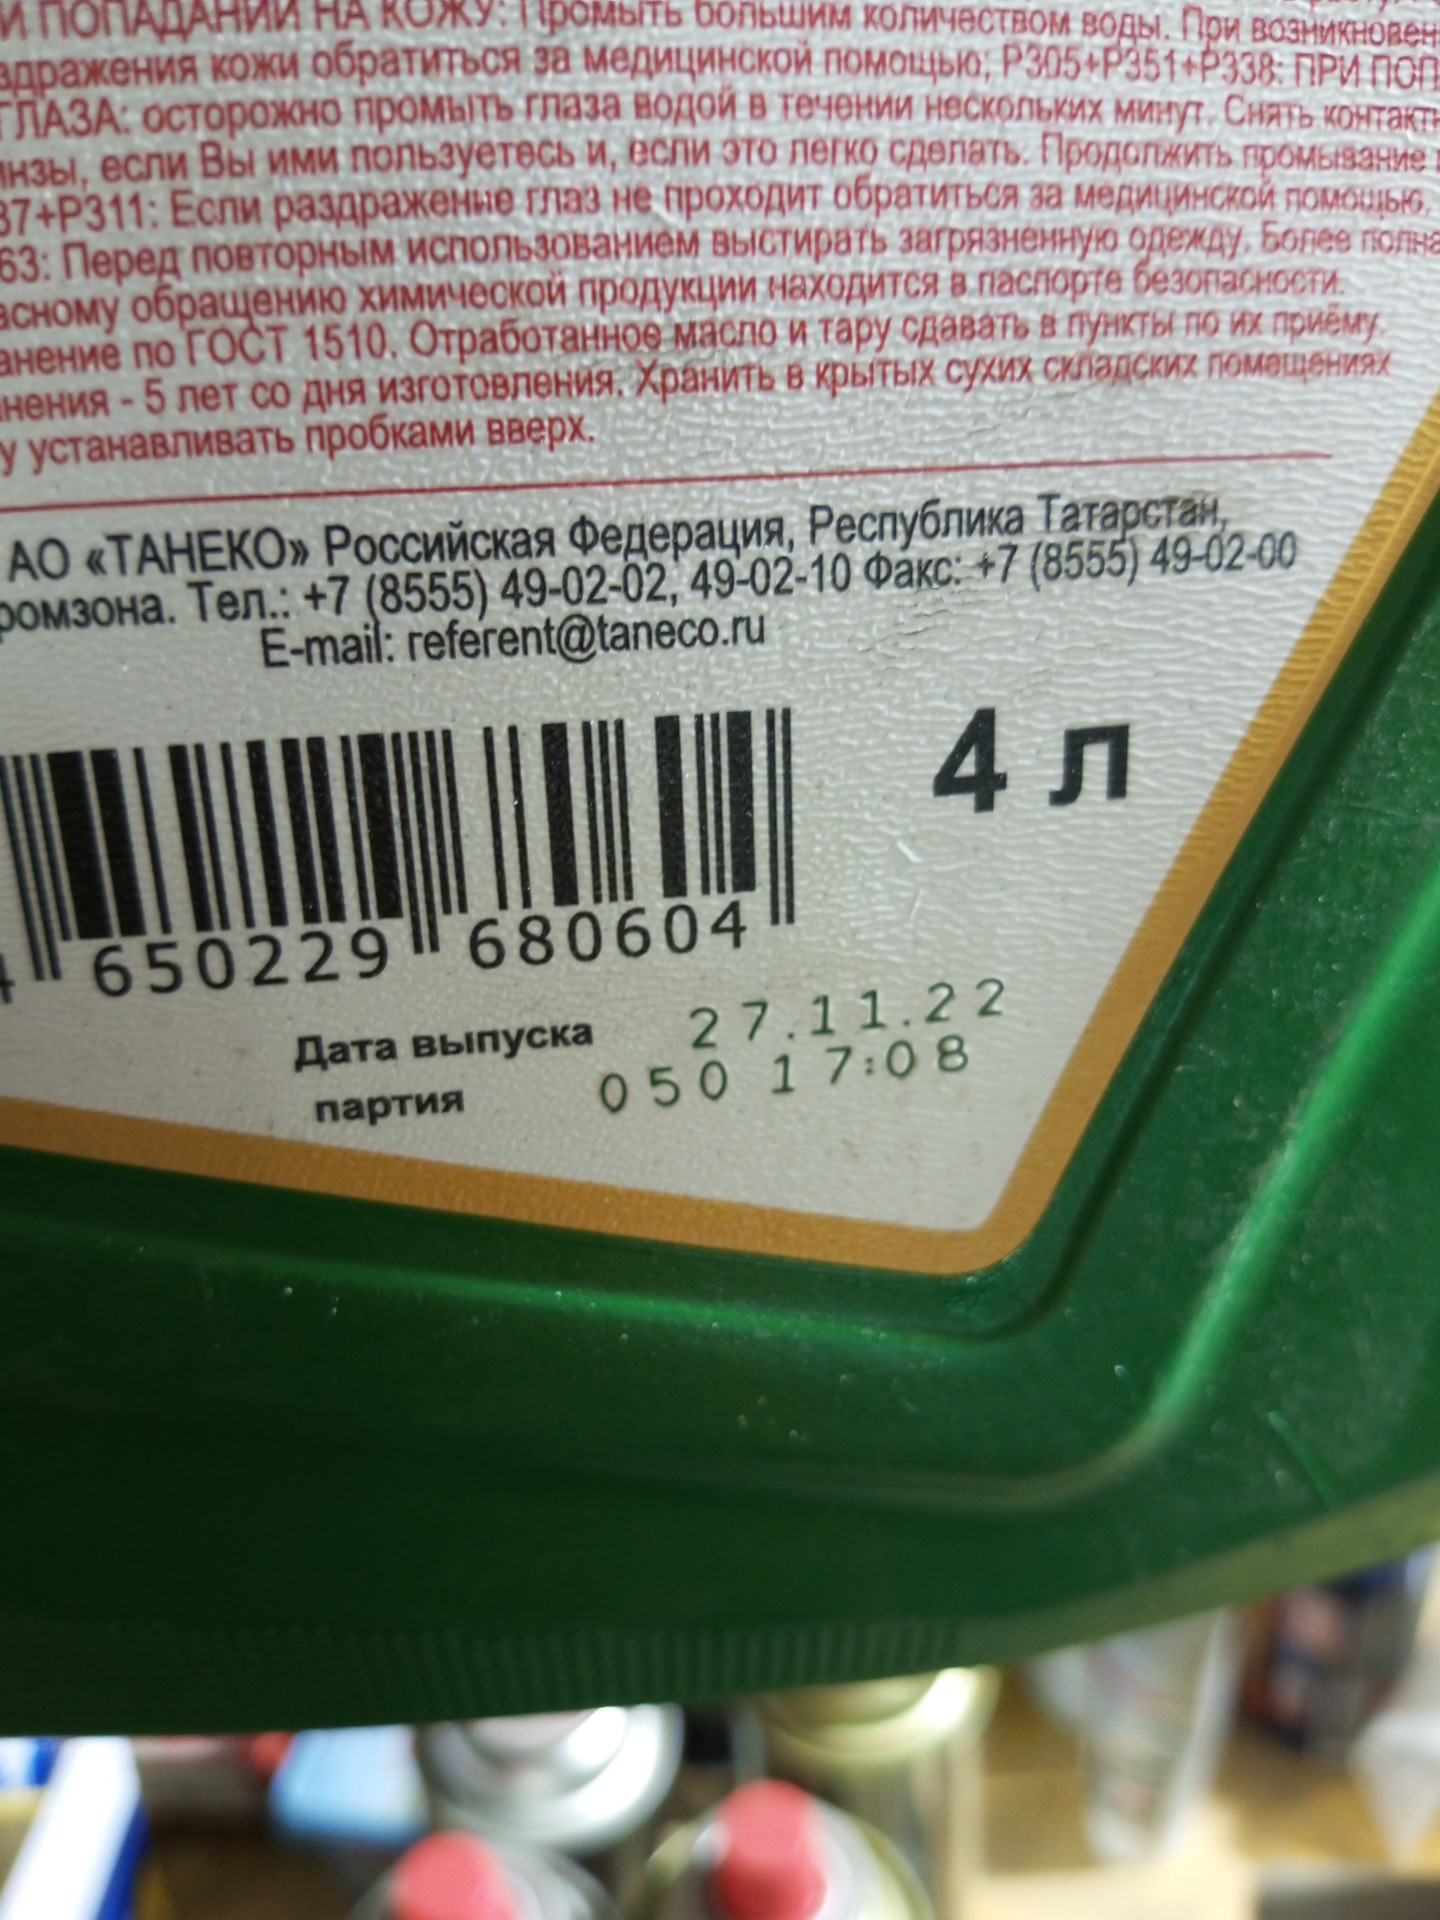 И ПОПАДАНИИ НА КОЖУ: Промыть большим количеством воды. При возникновен
здражения кожи обратиться за медицинской помощью; Р305+Р351+Р338: ПРИ ПОП
ГЛАЗА: осторожно промыть глаза водой в течении нескольких минут. Снять контактн
инзы, если Вы ими пользуетесь и, если это легко сделать. Продолжить промывание
37+Р311: Если раздражение глаз не проходит обратиться за медицинской помощью.
63: Перед повторным использованием выстирать загрязненную одежду. Более полна
асному обращению химической продукции находится в паспорте безопасности.
анение по ГОСТ 1510. Отработанное масло и тару сдавать в пункты по их приёму.
нения - 5 лет со дня изготовления. Хранить в крытых сухих складских помещениях
у устанавливать пробками вверх.
АО «ТАНЕКО» Российская Федерация, Республика Татарстан,
ромзона. Тел.: +7 (8555) 49-02-02, 49-02-10 Факс: +7 (8555) 49-02-00
E-mail: referent@taneco.ru
4 л
4 650229 680604
Дата выпуска 27.11.22
партия 050 17:08